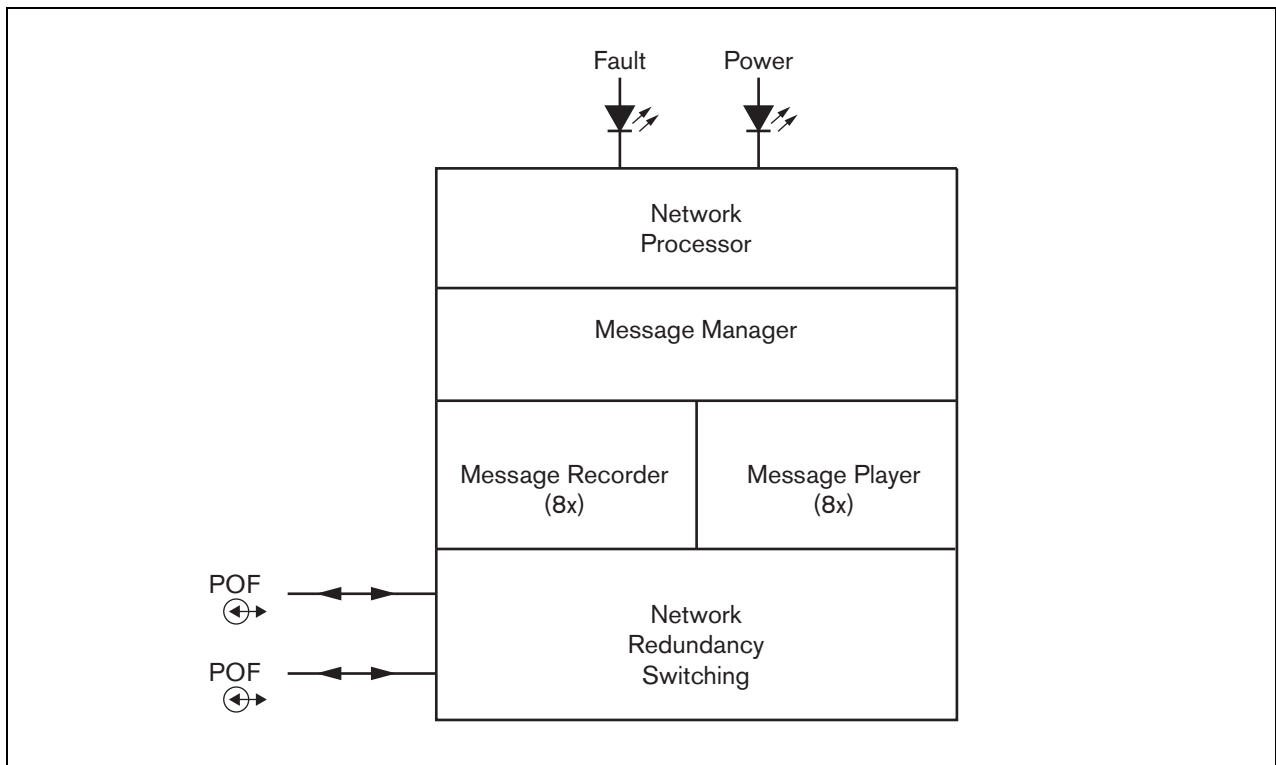 Fault
Power
Network
Processor
Message Manager
Message Recorder
(8x)
Message Player
(8x)
POF
POF
Network
Redundancy
Switching